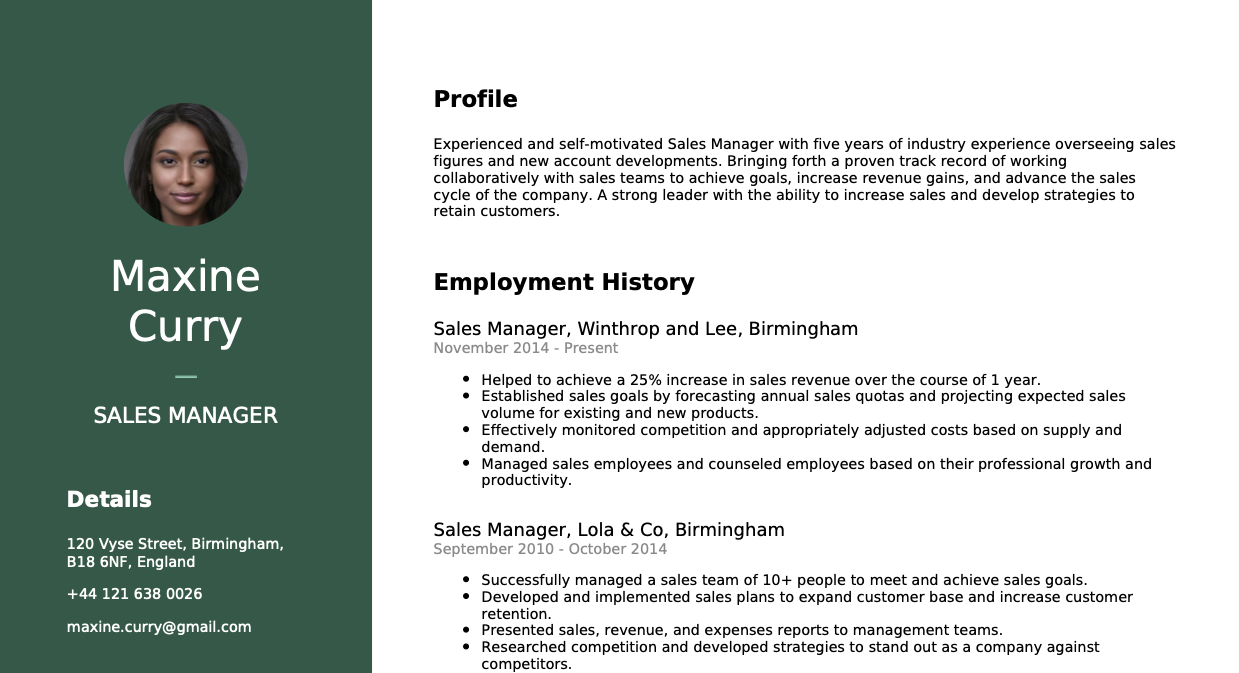 Maxine
Curry
SALES MANAGER
Details
120 Vyse Street, Birmingham,
B18 6NF, England
+44 121 638 0026
maxine.curry@gmail.com
Profile
Experienced and self-motivated Sales Manager with five years of industry experience overseeing sales
figures and new account developments. Bringing forth a proven track record of working
collaboratively with sales teams to achieve goals, increase revenue gains, and advance the sales
cycle of the company. A strong leader with the ability to increase sales and develop strategies to
retain customers.
Employment History
Sales Manager, Winthrop and Lee, Birmingham
November 2014 - Present
• Helped to achieve a 25% increase in sales revenue over the course of 1 year.
• Established sales goals by forecasting annual sales quotas and projecting expected sales
volume for existing and new products.
• Effectively monitored competition and appropriately adjusted costs based on supply and
demand.
• Managed sales employees and counseled employees based on their professional growth and
productivity.
Sales Manager, Lola & Co, Birmingham
September 2010 - October 2014
• Successfully managed a sales team of 10+ people to meet and achieve sales goals.
• Developed and implemented sales plans to expand customer base and increase customer
retention.
• Presented sales, revenue, and expenses reports to management teams.
• Researched competition and developed strategies to stand out as a company against
competitors.